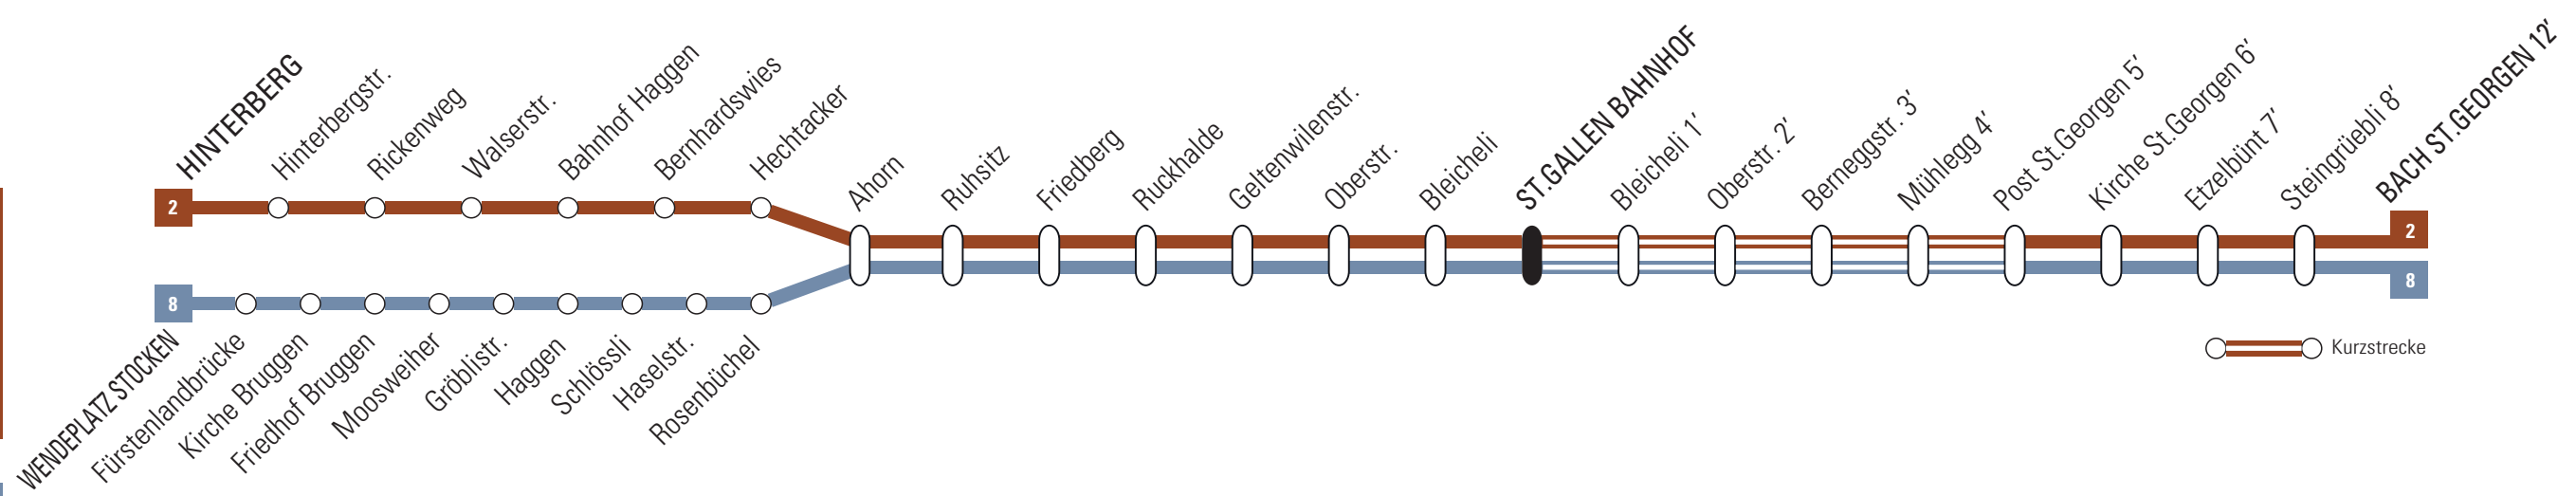 HINTERBERG
Hinterbergstr.
Rickenweg
Walserstr.
Bahnhof Haggen
Bernhardswies
Hechtacker
Ahorn
Ruhsitz
Friedberg
Ruckhalde
Geltenwilenstr.
Oberstr.
Bleicheli
ST.GALLEN BAHNHOF
Bleicheli 1'
Oberstr. 2'
Berneggstr. 3'
Mühlegg 4'
Post St.Georgen 5'
Kirche St.Georgen 6'
Etzelbünt 7'
Steingrüebli 8'
BACH ST.GEORGEN 12'
2
2
8
8
WENDEPLATZ STOCKEN
Fürstenlandbrücke
Kirche Bruggen
Friedhof Bruggen
Moosweiher
Gröblistr.
Haggen
Schlössli
Haselstr.
Rosenbüchel
Kurzstrecke